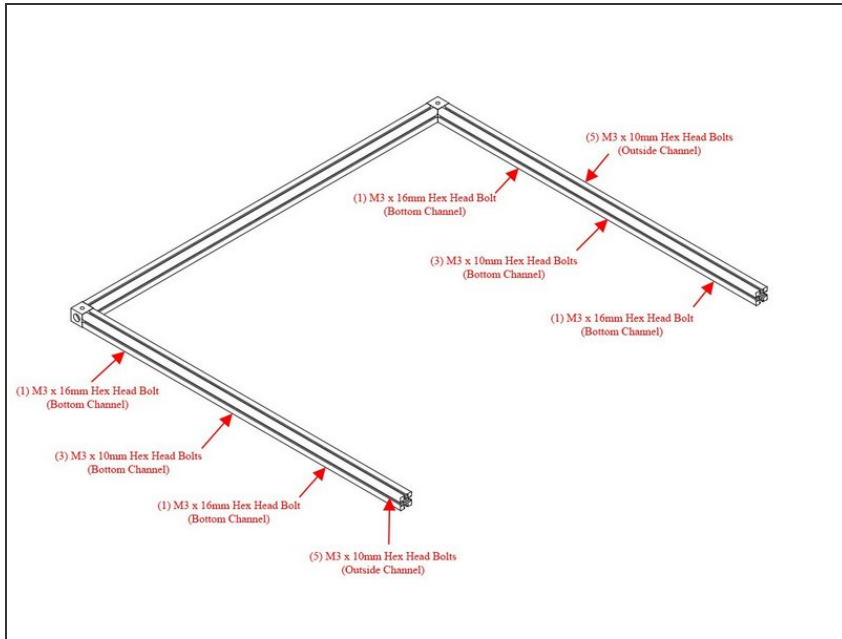 (5) M3 x 10mm Hex Head Bolts
(Outside Channel)
(1) M3 x 16mm Hex Head Bolt
(Bottom Channel)
(3) M3 x 10mm Hex Head Bolts
(Bottom Channel)
(1) M3 x 16mm Hex Head Bolt
(Bottom Channel)
(1) M3 x 16mm Hex Head Bolt
(Bottom Channel)
(3) M3 x 10mm Hex Head Bolts
(Bottom Channel)
(1) M3 x 16mm Hex Head Bolt
(Bottom Channel)
(5) M3 x 10mm Hex Head Bolts
(Outside Channel)